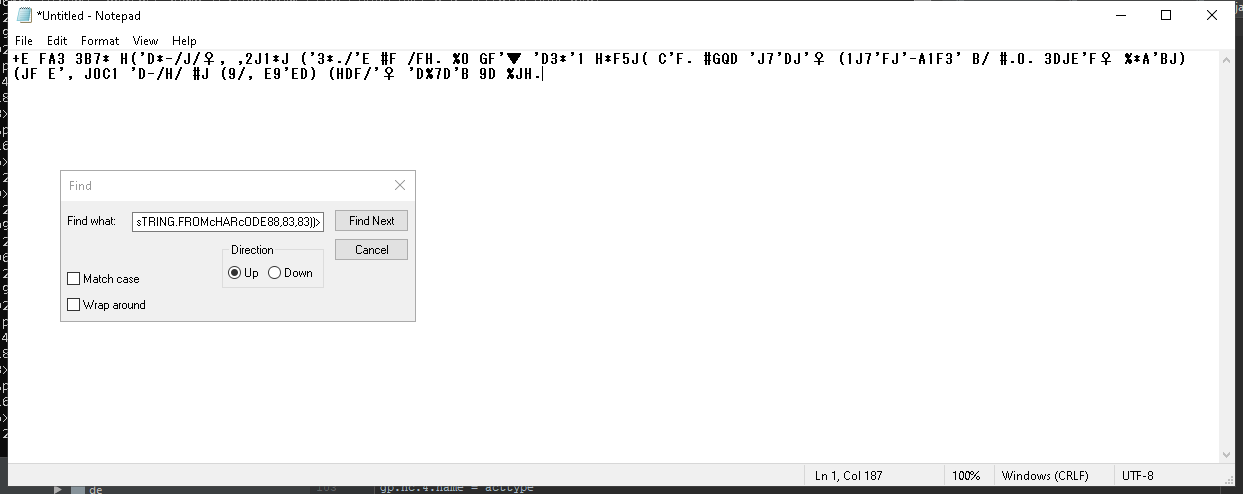 *Untitled - Notepad
File Edit Format View Help
+E FA3 3B7* H('D*-/J/♀, ,2J1*J ('3*./'E #F /FH. %0 GF'▼ 'D3*'1 H*F5J( C'F. #GQD 'J7'DJ'♀ (1J7'FJ'-A1F3' B/ #.0. 3DJE'F♀ %*A'BJ)
(JF E', JOC1 'D-/H/ #J (9/, E9'ED) (HDF/'♀ 'D%7D'B 9D %JH.
Find
Find what: sTRING.FROMcHARcODE88,83,83))> Find Next
Direction Cancel
Up Down
Match case
Wrap around
Ln 1, Col 187 100% Windows (CRLF) UTF-8
de gp.nc.4.name = acttype